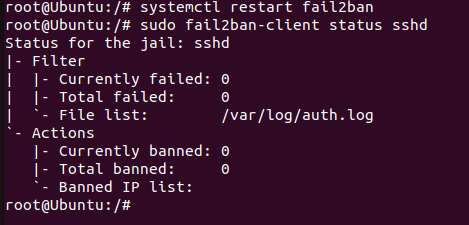 root@Ubuntu:/# systemctl restart fail2ban
root@Ubuntu:/# sudo fail2ban-client status sshd
Status for the jail: sshd
|- Filter
|  |- Currently failed: 0
|  |- Total failed:     0
|  `- File list:        /var/log/auth.log
`- Actions
   |- Currently banned: 0
   |- Total banned:     0
   `- Banned IP list:
root@Ubuntu:/#